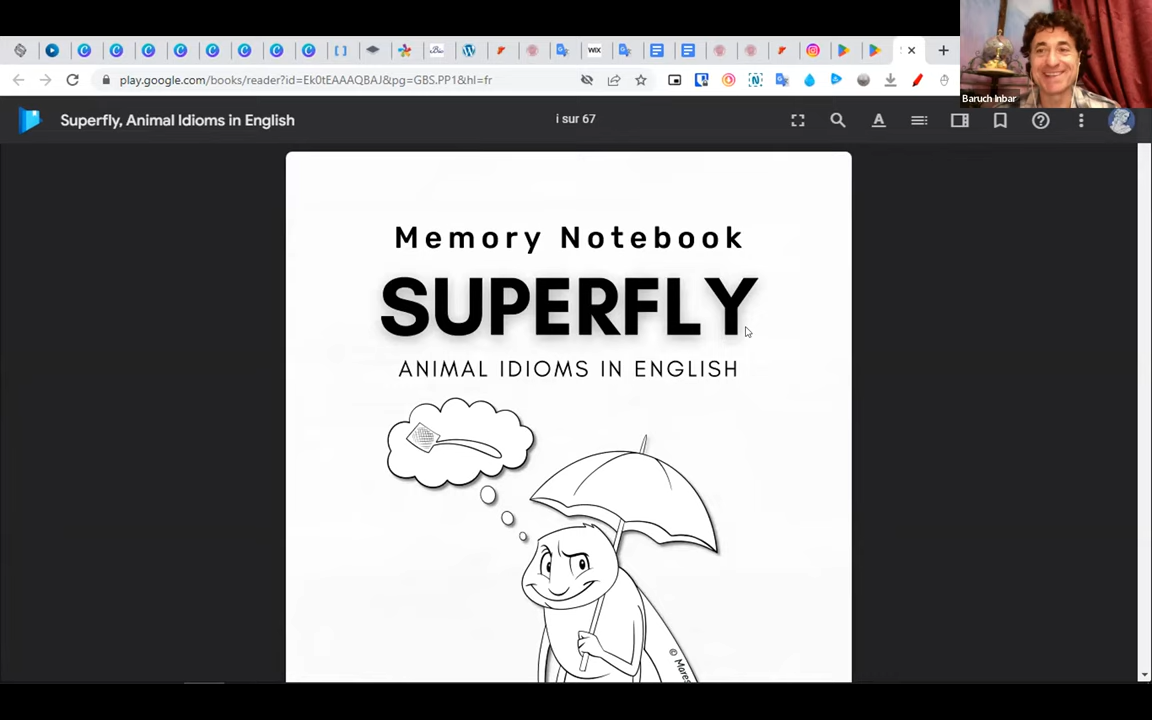 WIX
play.google.com/books/reader?id=Ek0tEAAAQBAJ&pg=GBS.PP1&hl=fr
Baruch Inbar
Superfly, Animal Idioms in English
i sur 67
Memory Notebook
SUPERFLY
ANIMAL IDIOMS IN ENGLISH
©